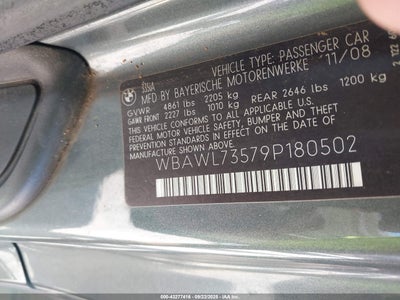 VEHICLE TYPE: PASSENGER CAR
MFD BY BAYERISCHE MOTORENWERKE 11/08
GVWR 4861 lbs 2205 kg
GAWR FRONT 2227 lbs 1010 kg REAR 2646 lbs 1200 kg
THIS VEHICLE CONFORMS TO ALL APPLICABLE
FEDERAL MOTOR VEHICLE SAFETY, BUMPER,
AND THEFT PREVENTION STANDARDS IN EFFECT
ON THE DATE OF MANUFACTURE SHOWN ABOVE.
WBAWL73579P180502